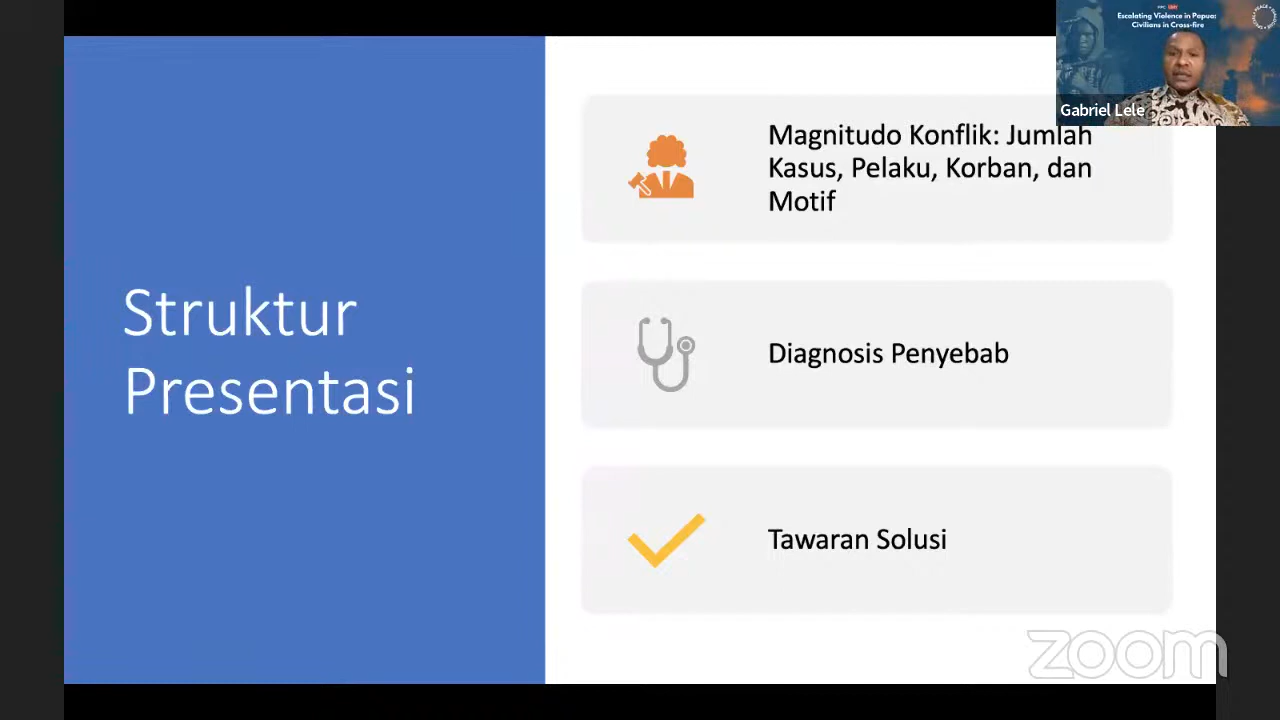 Escalating Violence in Papua:
Civilians in Cross-fire
Gabriel Lele
Struktur
Presentasi
Magnitudo Konflik: Jumlah
Kasus, Pelaku, Korban, dan
Motif
Diagnosis Penyebab
Tawaran Solusi
zoom